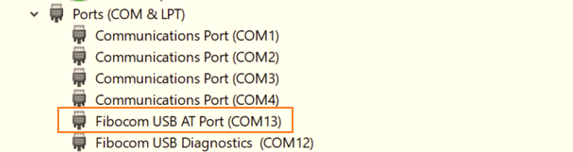 Ports (COM & LPT)
Communications Port (COM1)
Communications Port (COM2)
Communications Port (COM3)
Communications Port (COM4)
Fibocom USB AT Port (COM13)
Fibocom USB Diagnostics (COM12)